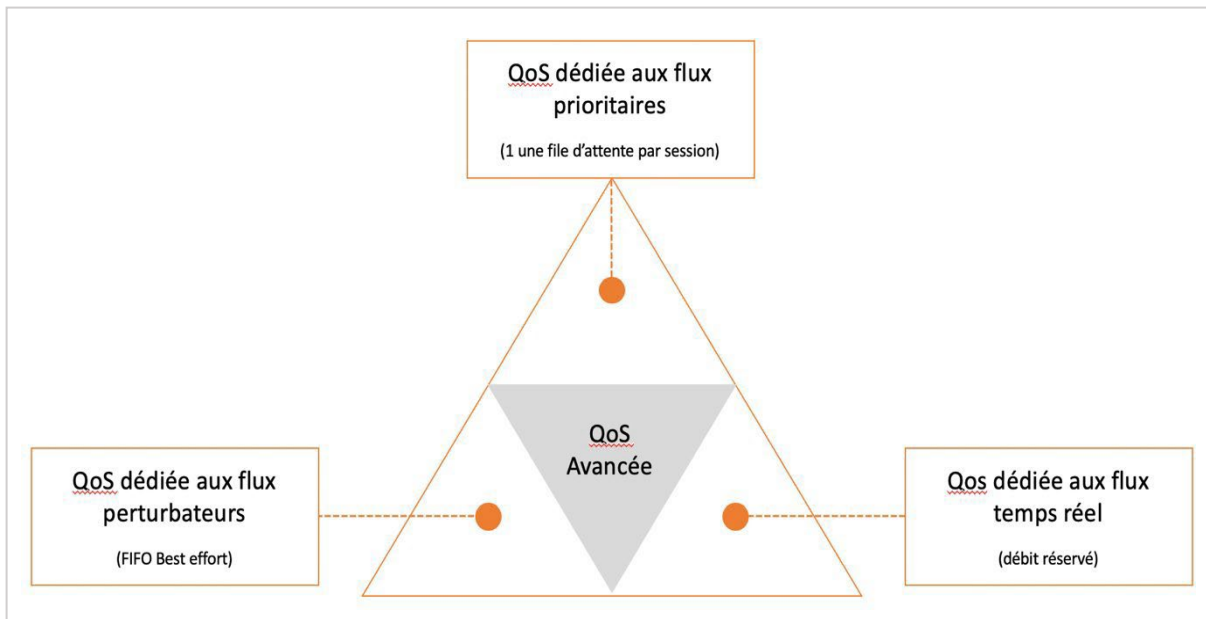 QoS dédiée aux flux
prioritaires
(1 une file d'attente par session)
QoS
Avancée
QoS dédiée aux flux
perturbateurs
(FIFO Best effort)
Qos dédiée aux flux
temps réel
(débit réservé)